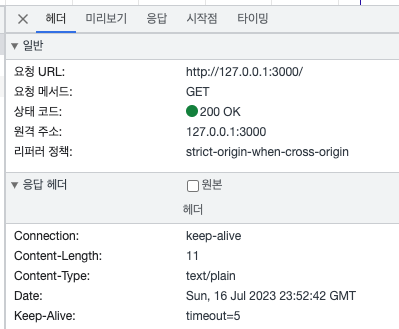 헤더 미리보기 응답 시작점 타이밍
▼ 일반
요청 URL: http://127.0.0.1:3000/
요청 메서드: GET
상태 코드: 200 OK
원격 주소: 127.0.0.1:3000
리퍼러 정책: strict-origin-when-cross-origin
▼ 응답 헤더 원본
헤더
Connection: keep-alive
Content-Length: 11
Content-Type: text/plain
Date: Sun, 16 Jul 2023 23:52:42 GMT
Keep-Alive: timeout=5